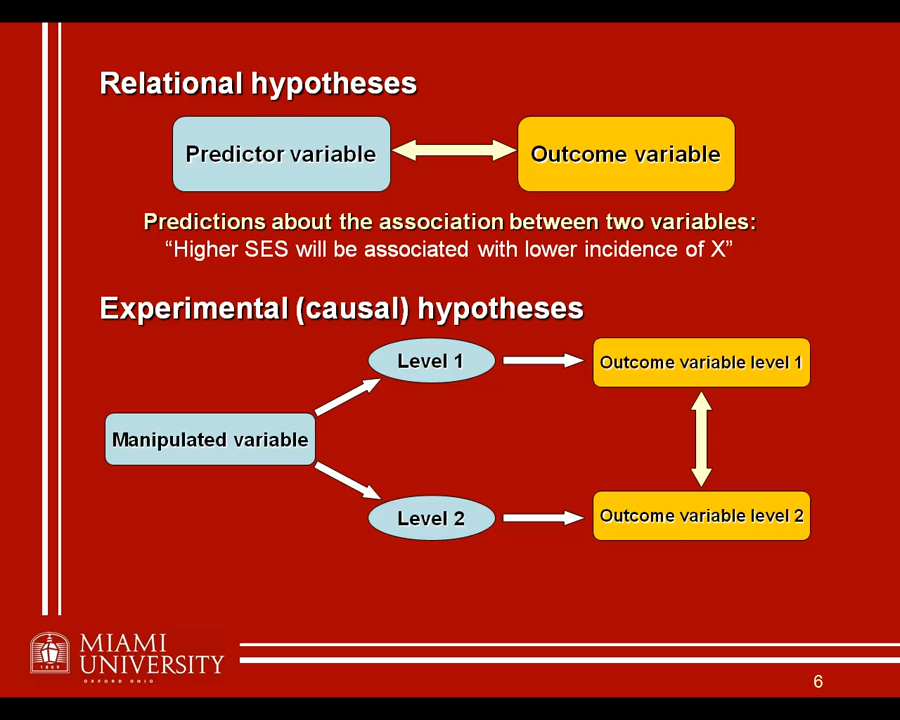 Relational hypotheses
Predictor variable
Outcome variable
Predictions about the association between two variables:
“Higher SES will be associated with lower incidence of X”
Experimental (causal) hypotheses
Level 1
Outcome variable level 1
Manipulated variable
Level 2
Outcome variable level 2
1809
MIAMI
UNIVERSITY
OXFORD OHIO
6